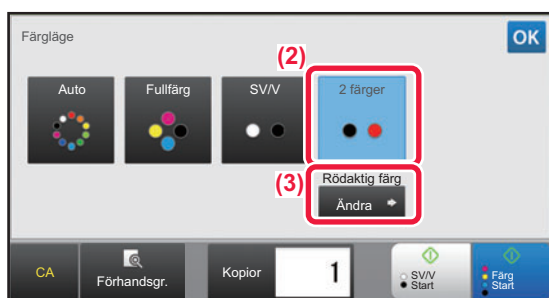 Färgläge
OK
(2)
Auto
Fullfärg
SV/V
2 färger
(3)
Rödaktig färg
Ändra
CA
Förhandsgr.
Kopior
1
SV/V
Start
Färg
Start